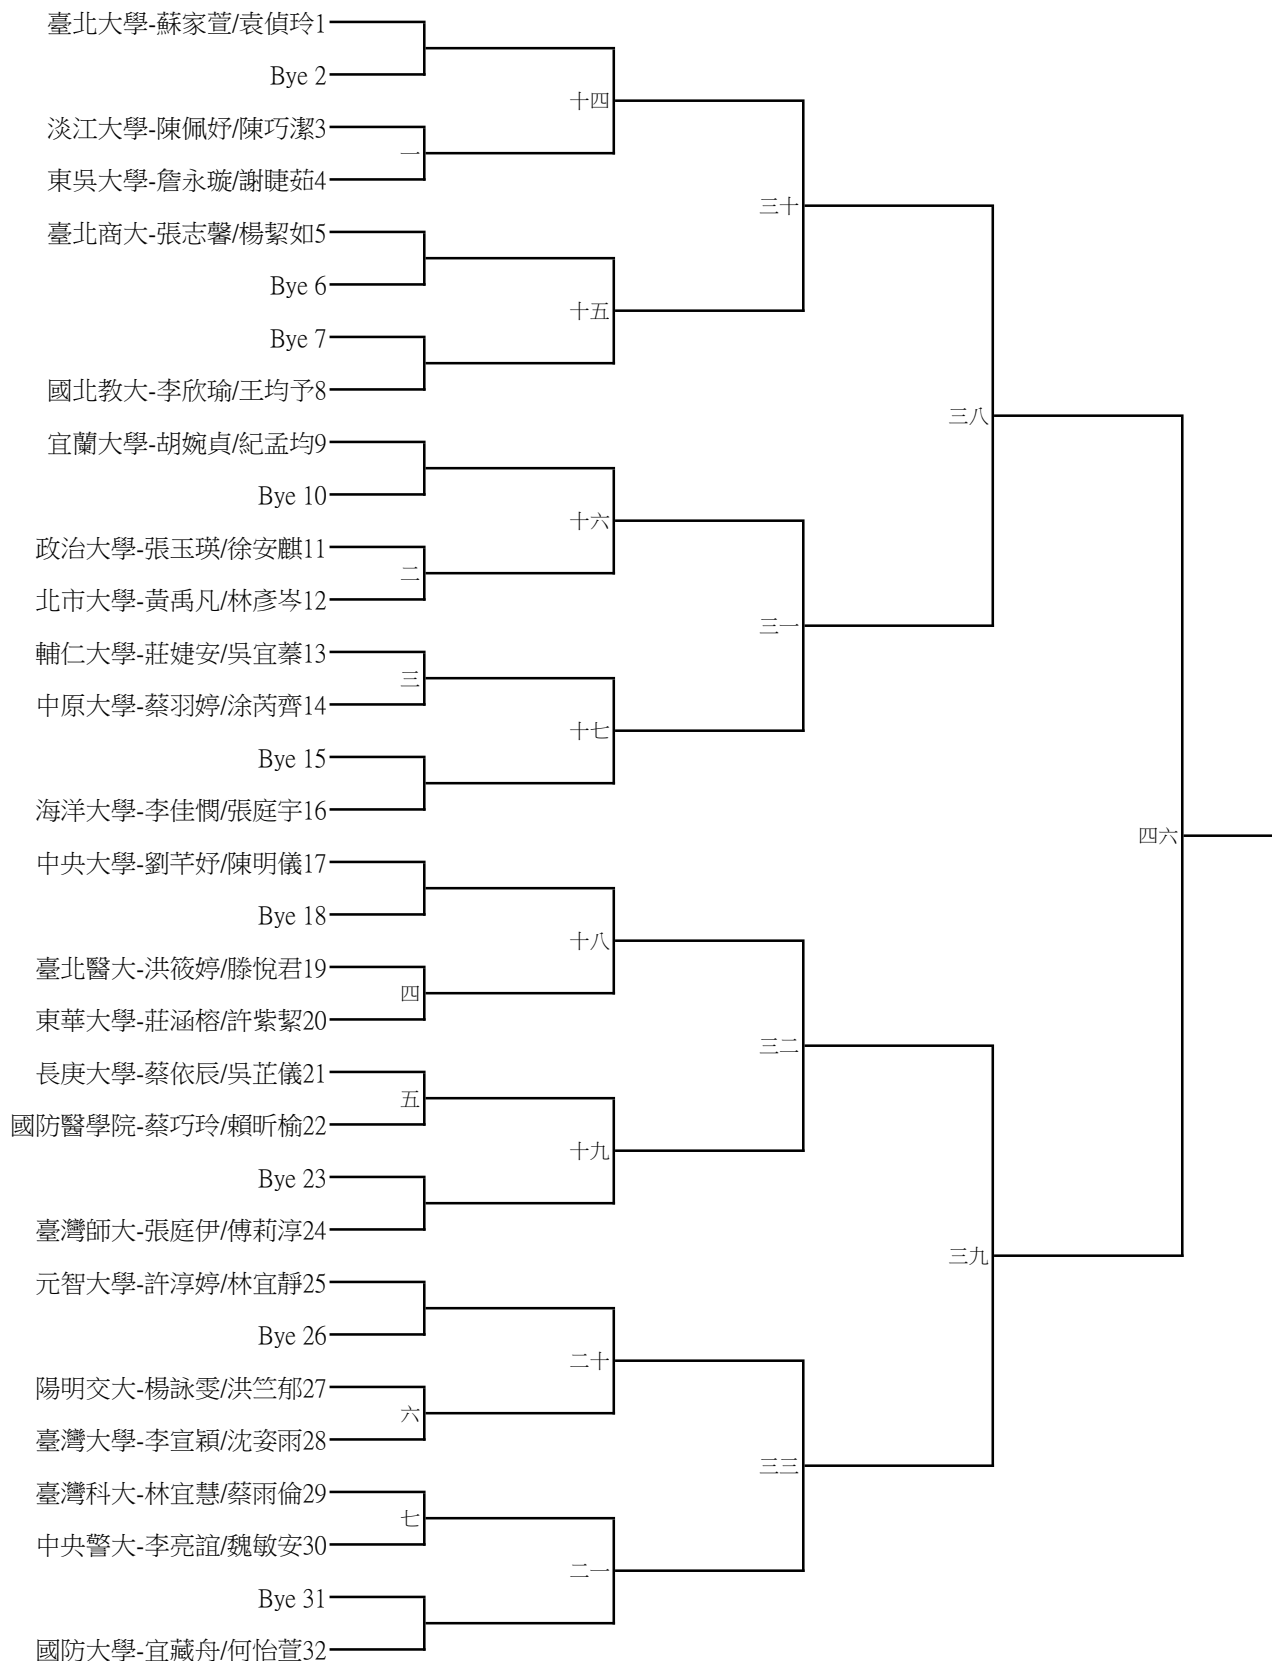 臺北大學-蘇家萱/袁偵玲1
Bye 2
十四
淡江大學-陳佩妤/陳巧潔3
一
東吳大學-詹永璇/謝睫茹4
三十
臺北商大-張志馨/楊絜如5
Bye 6
十五
Bye 7
國北教大-李欣瑜/王均予8
三八
宜蘭大學-胡婉貞/紀孟均9
Bye 10
十六
政治大學-張玉瑛/徐安麒11
二
北市大學-黃禹凡/林彥岑12
三一
輔仁大學-莊婕安/吳宜蓁13
三
中原大學-蔡羽婷/涂芮齊14
十七
Bye 15
海洋大學-李佳憫/張庭宇16
四六
中央大學-劉芊妤/陳明儀17
Bye 18
十八
臺北醫大-洪筱婷/滕悅君19
四
東華大學-莊涵榕/許紫絜20
三二
長庚大學-蔡依辰/吳芷儀21
五
國防醫學院-蔡巧玲/賴昕榆22
十九
Bye 23
臺灣師大-張庭伊/傅莉淳24
三九
元智大學-許淳婷/林宜靜25
Bye 26
二十
陽明交大-楊詠雯/洪竺郁27
六
臺灣大學-李宣穎/沈姿雨28
三三
臺灣科大-林宜慧/蔡雨倫29
七
中央警大-李亮誼/魏敏安30
二一
Bye 31
國防大學-宜藏舟/何怡萱32